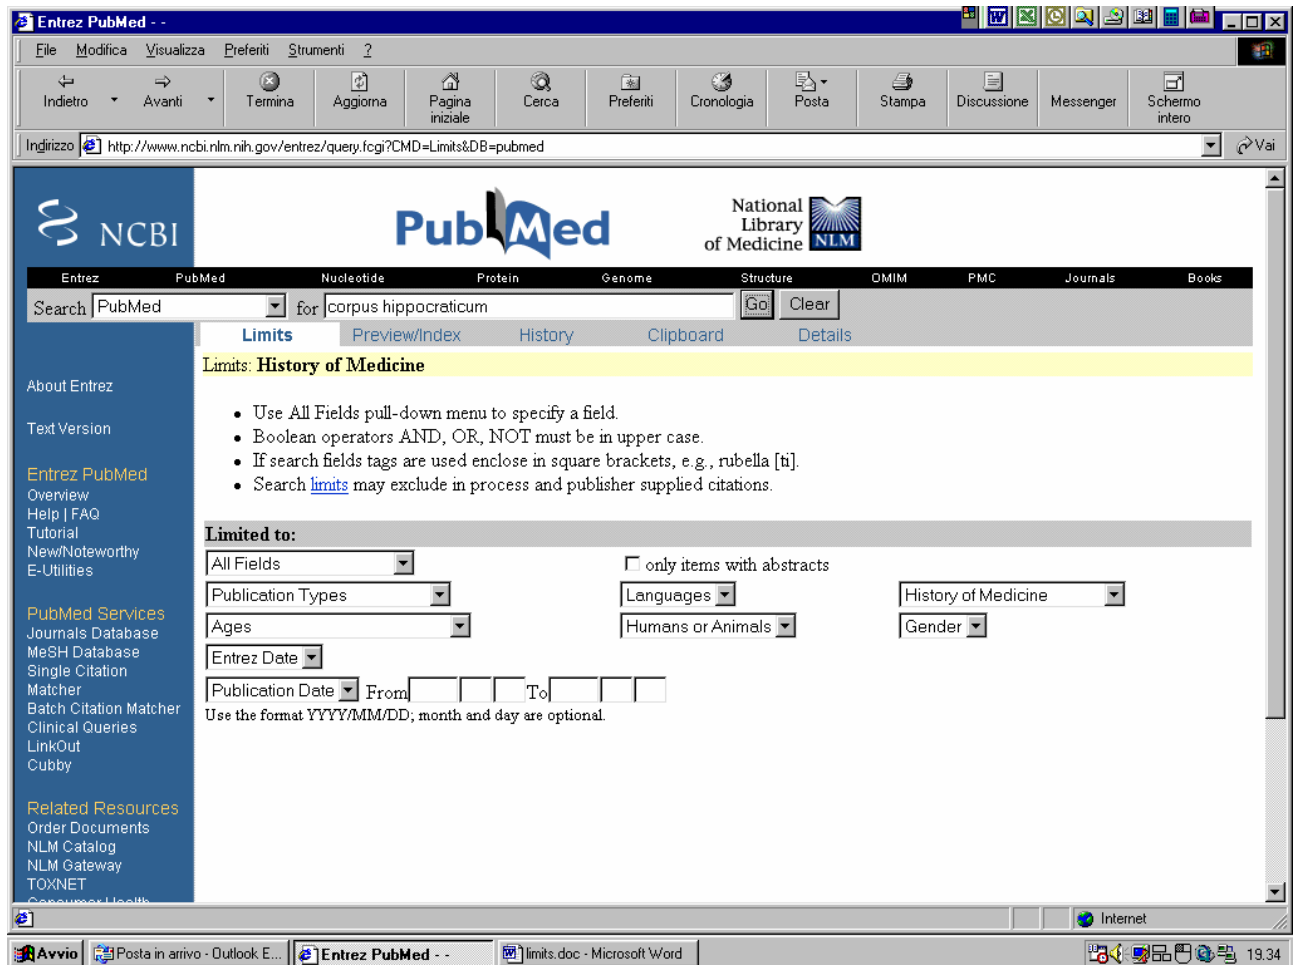 Entrez PubMed - -
File Modifica Visualizza Preferiti Strumenti ?
Indietro Avanti Termina Aggiorna Pagina iniziale Cerca Preferiti Cronologia Posta Stampa Discussione Messenger Schermo intero
Indirizzo http://www.ncbi.nlm.nih.gov/entrez/query.fcgi?CMD=Limits&DB=pubmed Vai
NCBI
PubMed
National
Library
of Medicine NLM
Entrez PubMed Nucleotide Protein Genome Structure OMIM PMC Journals Books
Search PubMed for corpus hippocraticum Go Clear
Limits Preview/Index History Clipboard Details
Limits: History of Medicine
About Entrez
Text Version
Entrez PubMed
Overview
Help | FAQ
Tutorial
New/Noteworthy
E-Utilities
PubMed Services
Journals Database
MeSH Database
Single Citation
Matcher
Batch Citation Matcher
Clinical Queries
LinkOut
Cubby
Related Resources
Order Documents
NLM Catalog
NLM Gateway
TOXNET
Consumer Health
• Use All Fields pull-down menu to specify a field.
• Boolean operators AND, OR, NOT must be in upper case.
• If search fields tags are used enclose in square brackets, e.g., rubella [ti].
• Search limits may exclude in process and publisher supplied citations.
Limited to:
All Fields only items with abstracts
Publication Types Languages History of Medicine
Ages Humans or Animals Gender
Entrez Date
Publication Date From To
Use the format YYYY/MM/DD; month and day are optional.
Internet
Avvio Posta in arrivo - Outlook E... Entrez PubMed - - limits.doc - Microsoft Word 19.34